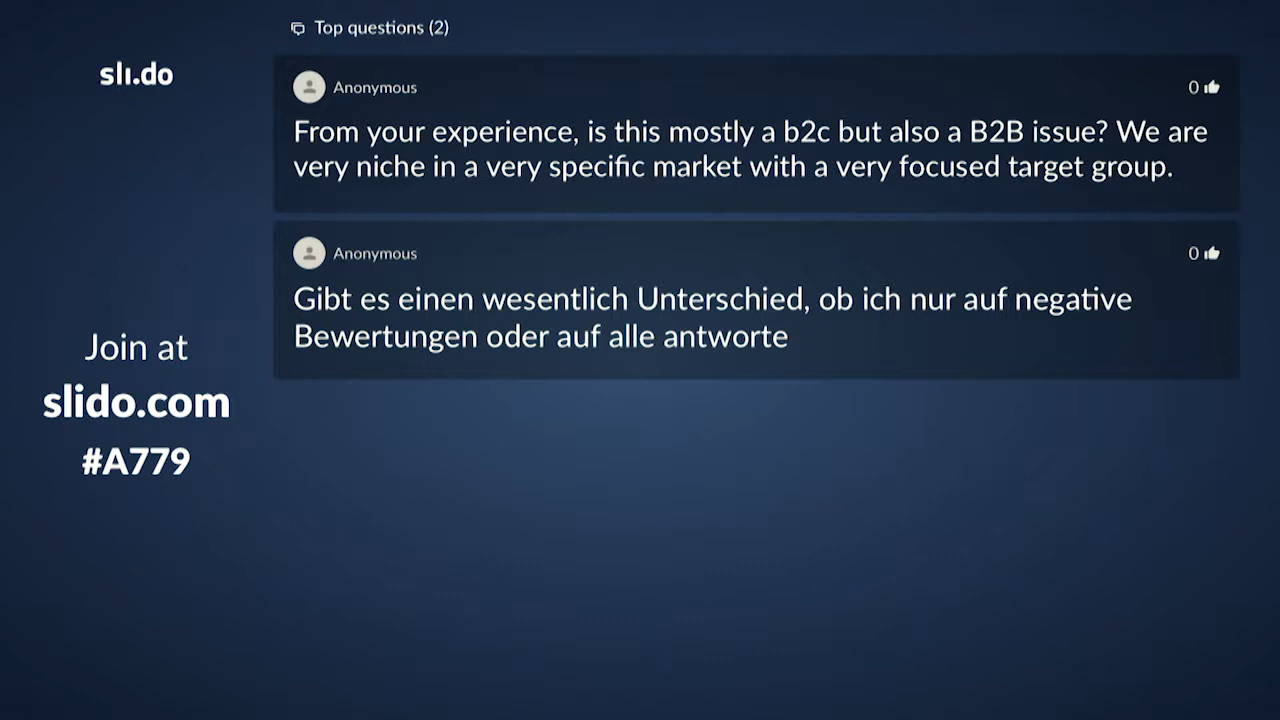 Top questions (2)
sli.do
Anonymous
0
From your experience, is this mostly a b2c but also a B2B issue? We are
very niche in a very specific market with a very focused target group.
Anonymous
0
Gibt es einen wesentlich Unterschied, ob ich nur auf negative
Bewertungen oder auf alle antworte
Join at
slido.com
#A779